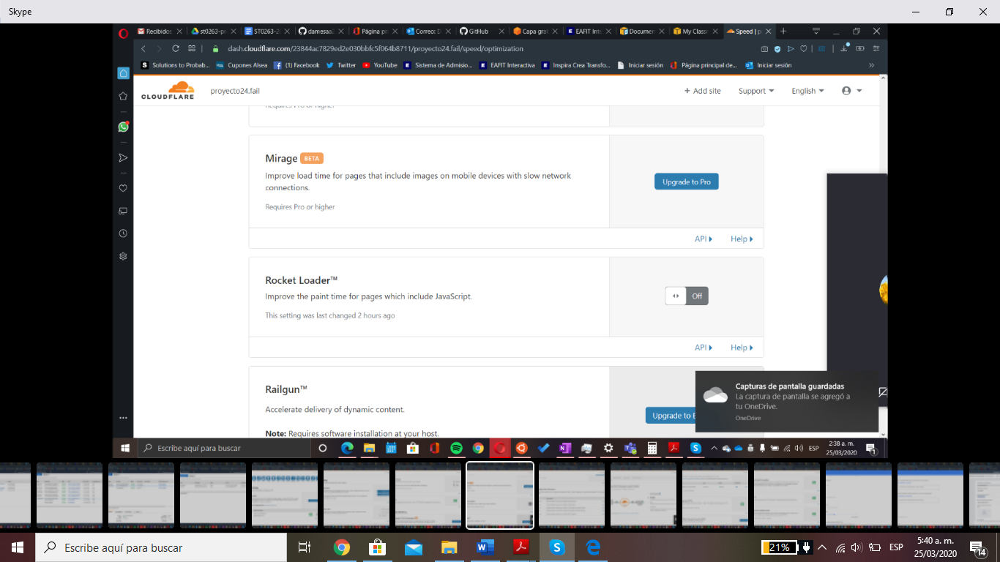 Skype
Recibidos
st0263-pr
ST0263-2
damesaa
Página pr
Correo: D
GitHub
Capa grat
EAFIT Inte
Documen
My Class
Speed | p
dash.cloudflare.com/23844ac7829ed2e030bbfc5f064b8711/proyecto24.fail/speed/optimization
Solutions to Probab...
Cupones Alsea
(1) Facebook
Twitter
YouTube
Sistema de Admisio...
EAFIT Interactiva
Inspira Crea Transfo...
Iniciar sesión
Página principal de...
Iniciar sesión
CLOUDFLARE
proyecto24.fail
+ Add site
Support
English
Requires Pro or higher
Mirage BETA
Improve load time for pages that include images on mobile devices with slow network
connections.
Requires Pro or higher
Upgrade to Pro
API
Help
Rocket Loader™
Improve the paint time for pages which include JavaScript.
This setting was last changed 2 hours ago
Off
API
Help
Railgun™
Accelerate delivery of dynamic content.
Note: Requires software installation at your host.
Upgrade to
Capturas de pantalla guardadas
La captura de pantalla se agregó a
tu OneDrive.
OneDrive
Escribe aquí para buscar
ESP
2:38 a. m.
25/03/2020
1
Escribe aquí para buscar
21%
ESP
5:40 a. m.
25/03/2020
14